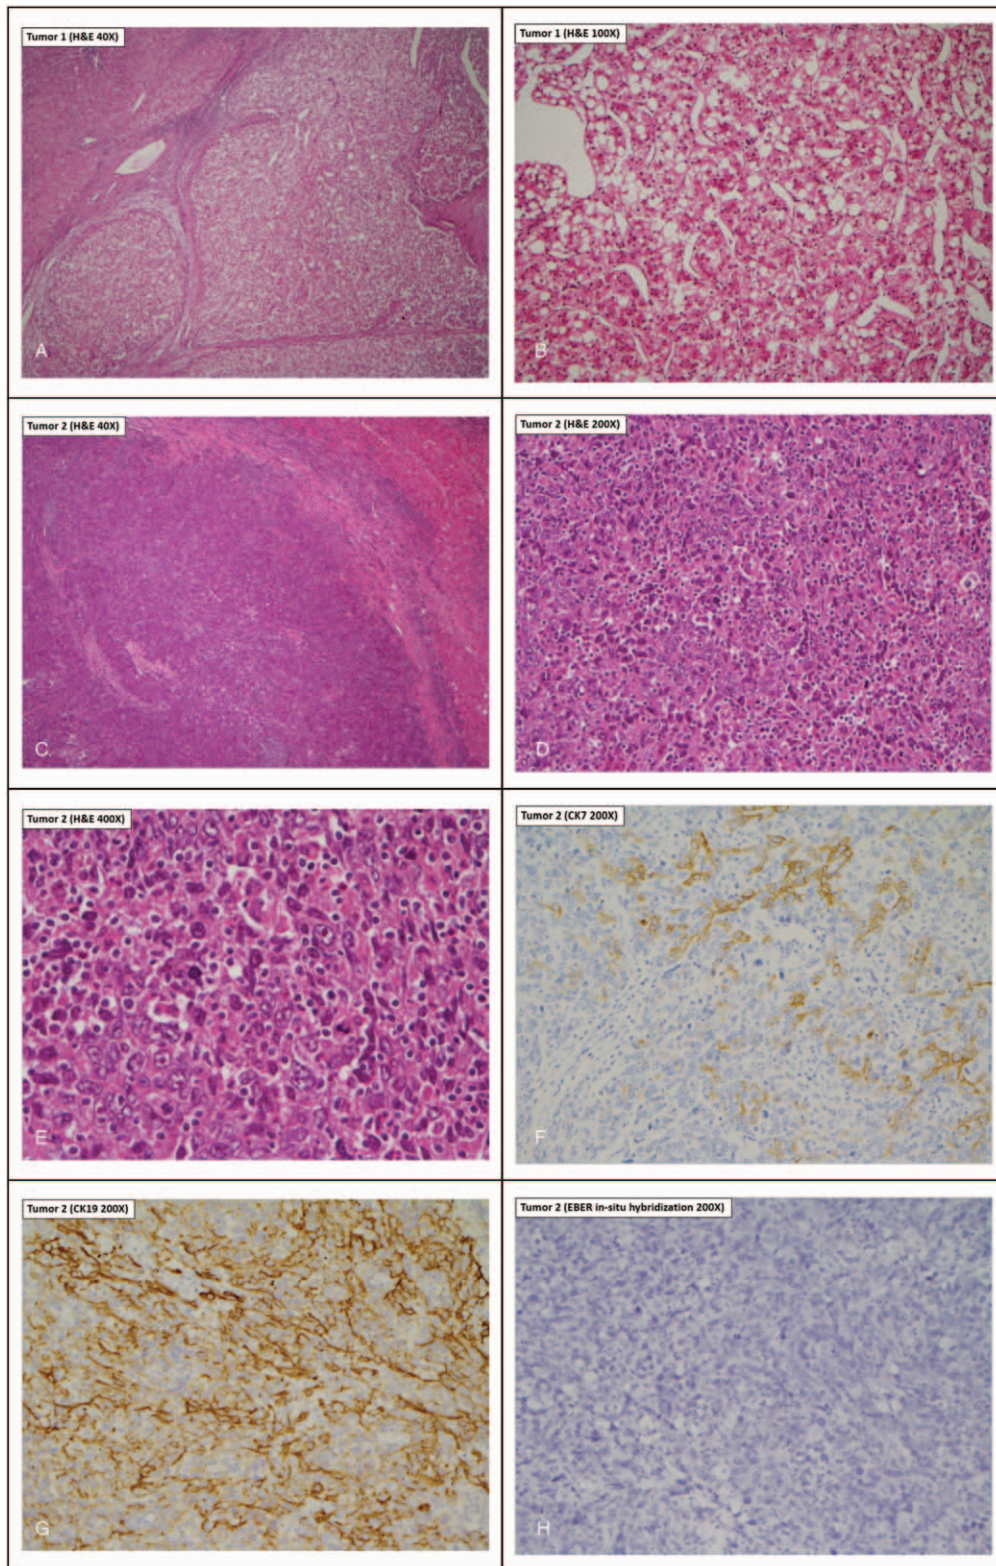 Tumor 1 (H&E 40X)
A
Tumor 1 (H&E 100X)
B
Tumor 2 (H&E 40X)
C
Tumor 2 (H&E 200X)
D
Tumor 2 (H&E 400X)
E
Tumor 2 (CK7 200X)
F
Tumor 2 (CK19 200X)
G
Tumor 2 (EBER in-situ hybridization 200X)
H